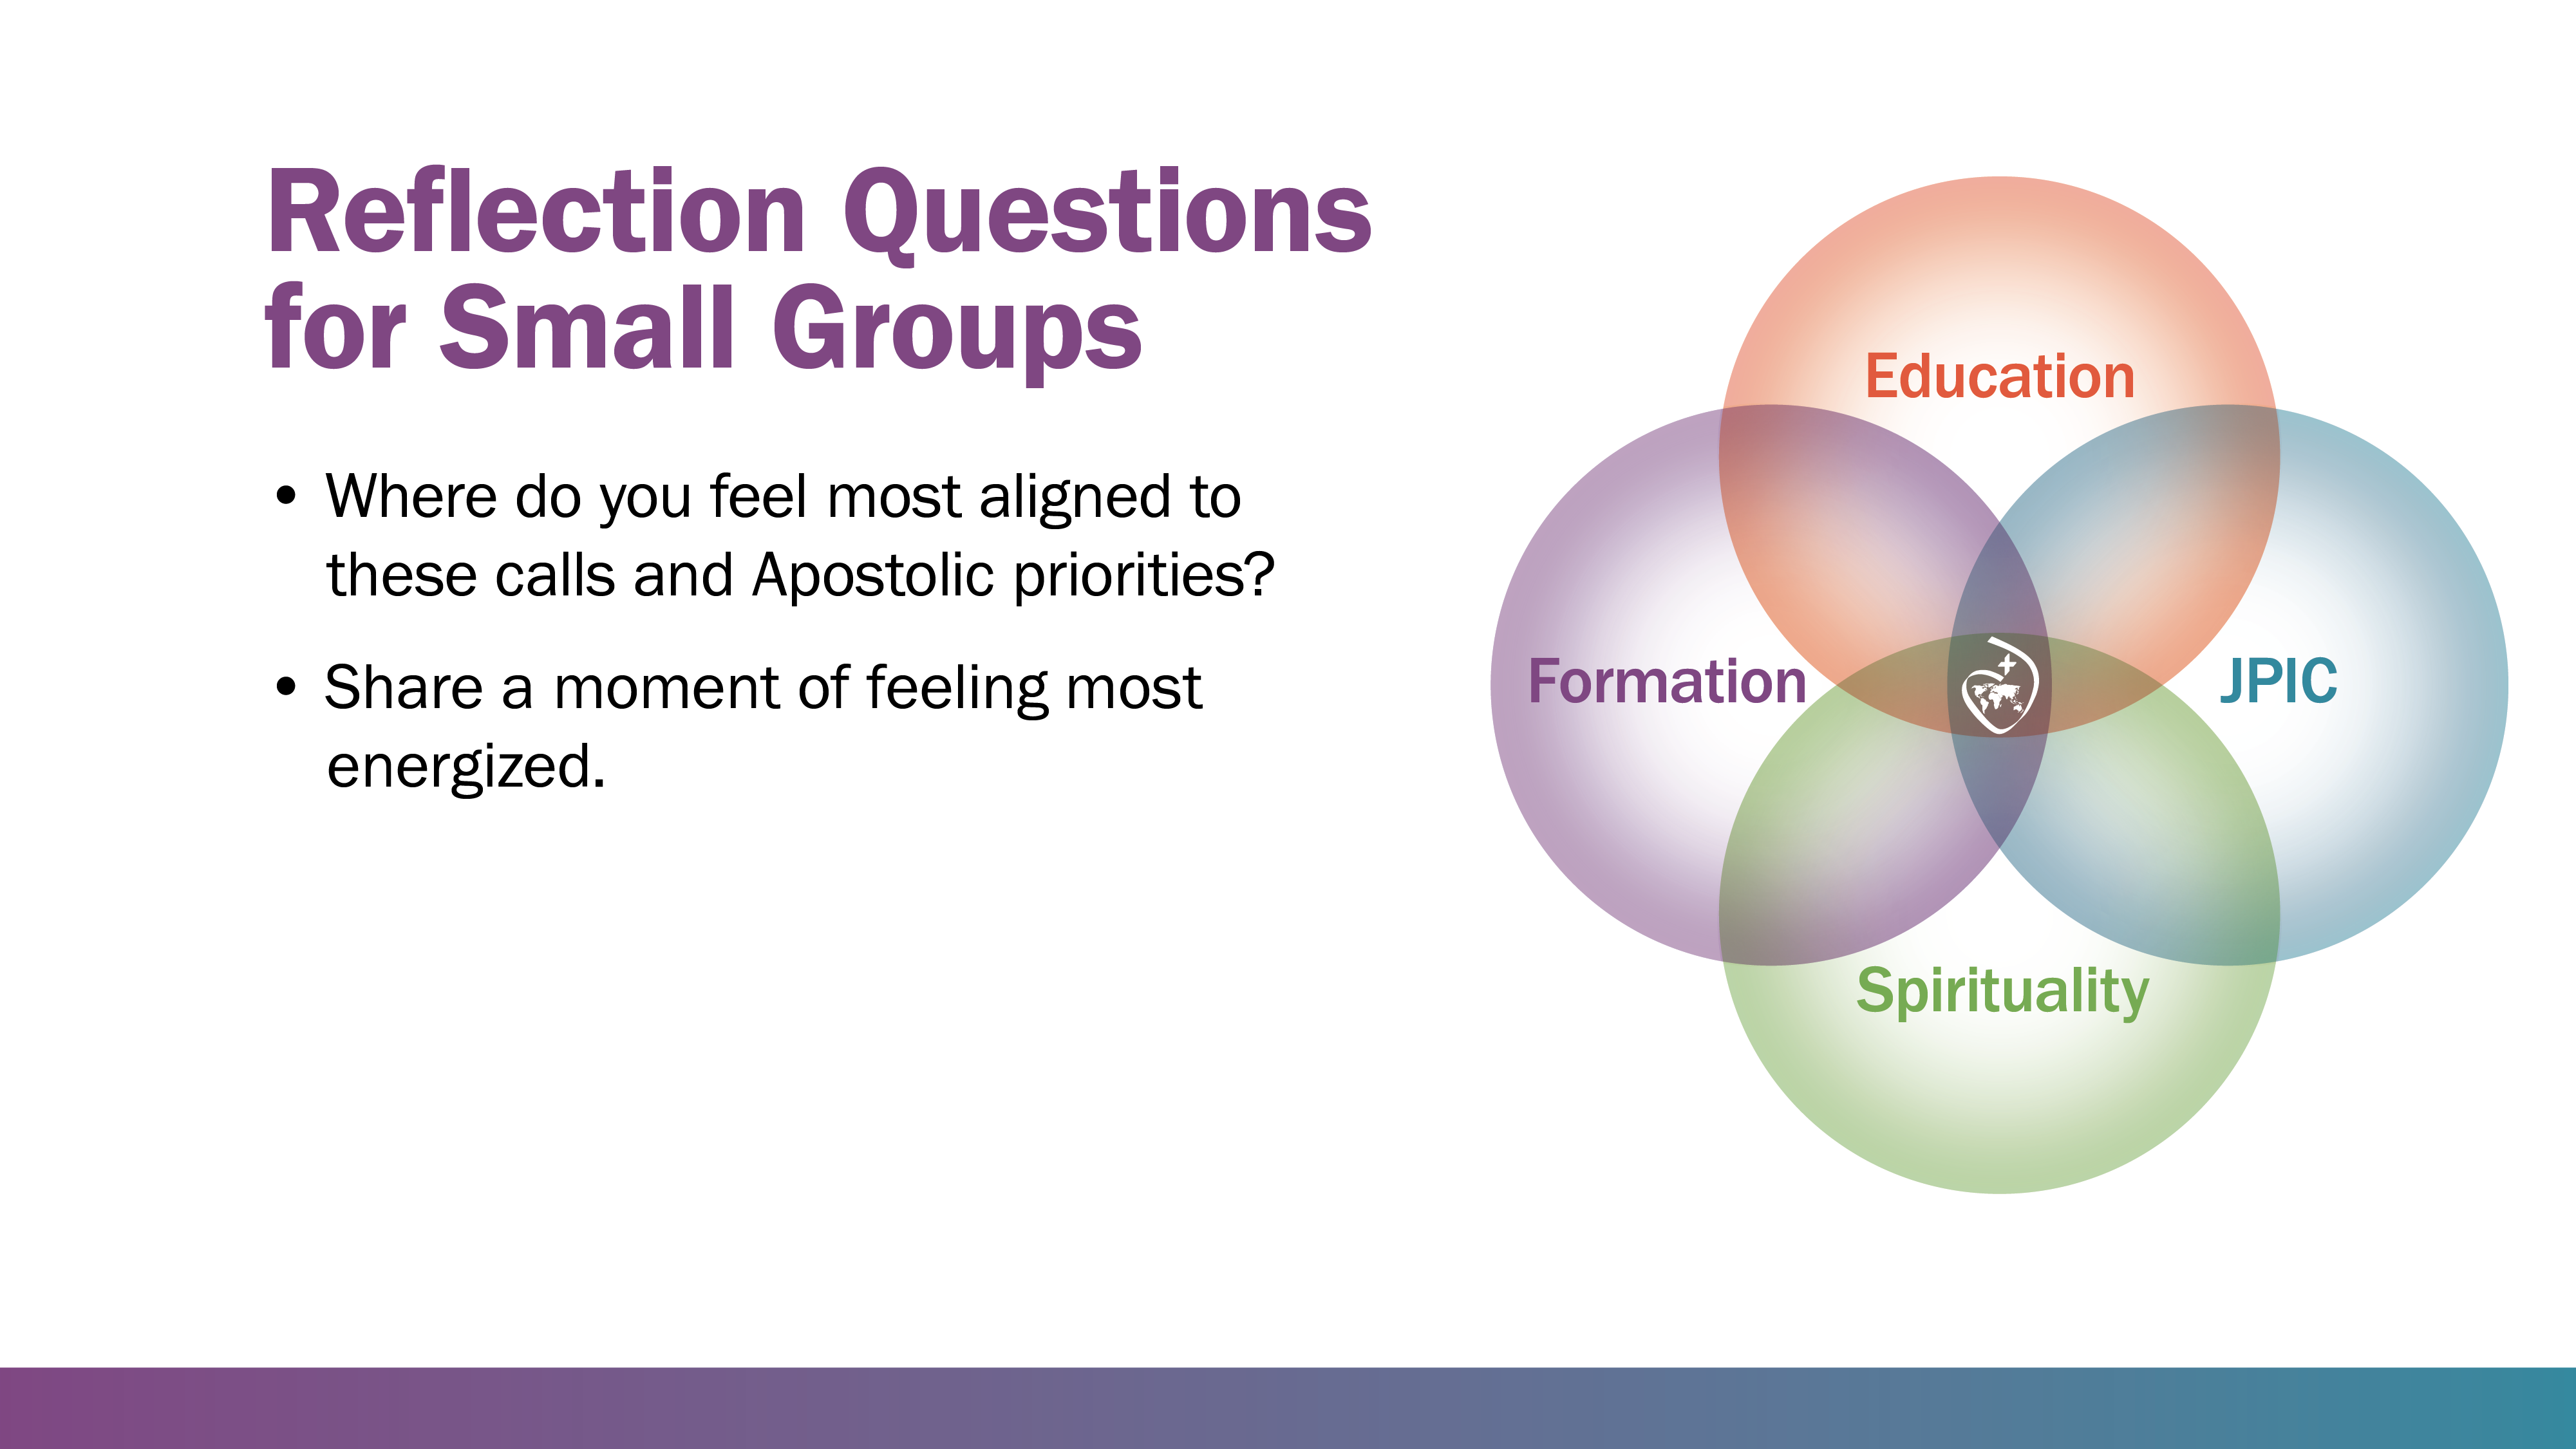 Reflection Questions
for Small Groups
• Where do you feel most aligned to
these calls and Apostolic priorities?
• Share a moment of feeling most
energized.
Education
Formation
JPIC
Spirituality